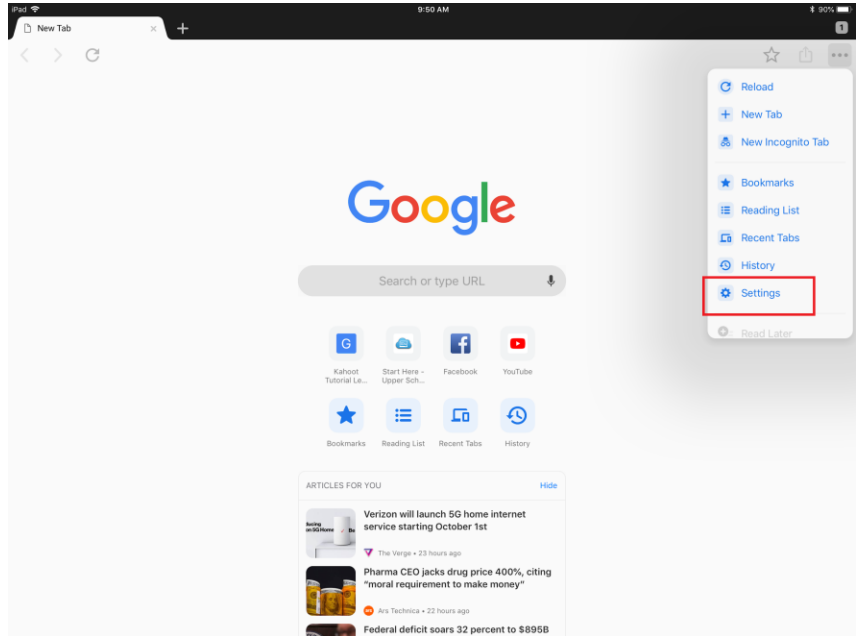 iPad 9:50 AM 90%
New Tab × + 1
Reload
New Tab
New Incognito Tab
Bookmarks
Reading List
Recent Tabs
History
Settings
Read Later
Google
Search or type URL
G
Kahoot Tutorial Le...
Start Here - Upper Sch...
Facebook
YouTube
Bookmarks Reading List Recent Tabs History
ARTICLES FOR YOU Hide
Verizon will launch 5G home internet
service starting October 1st
The Verge • 23 hours ago
Pharma CEO jacks drug price 400%, citing
“moral requirement to make money”
Ars Technica • 22 hours ago
Federal deficit soars 32 percent to $895B